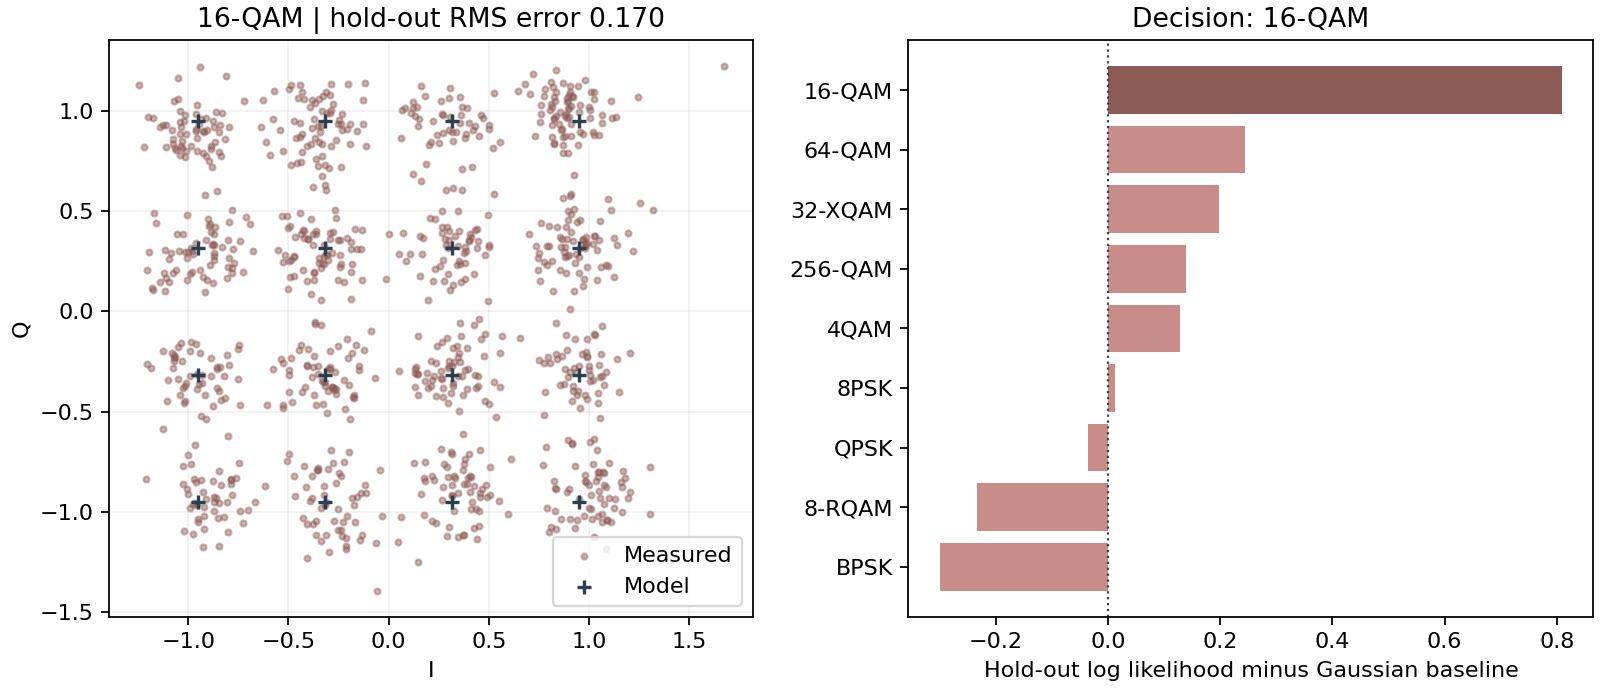 16-QAM | hold-out RMS error 0.170
1.0
0.5
0.0
−0.5
−1.0
−1.5
Q
−1.0 −0.5 0.0 0.5 1.0 1.5
I
Measured
Model
Decision: 16-QAM
16-QAM
64-QAM
32-XQAM
256-QAM
4QAM
8PSK
QPSK
8-RQAM
BPSK
−0.2 0.0 0.2 0.4 0.6 0.8
Hold-out log likelihood minus Gaussian baseline